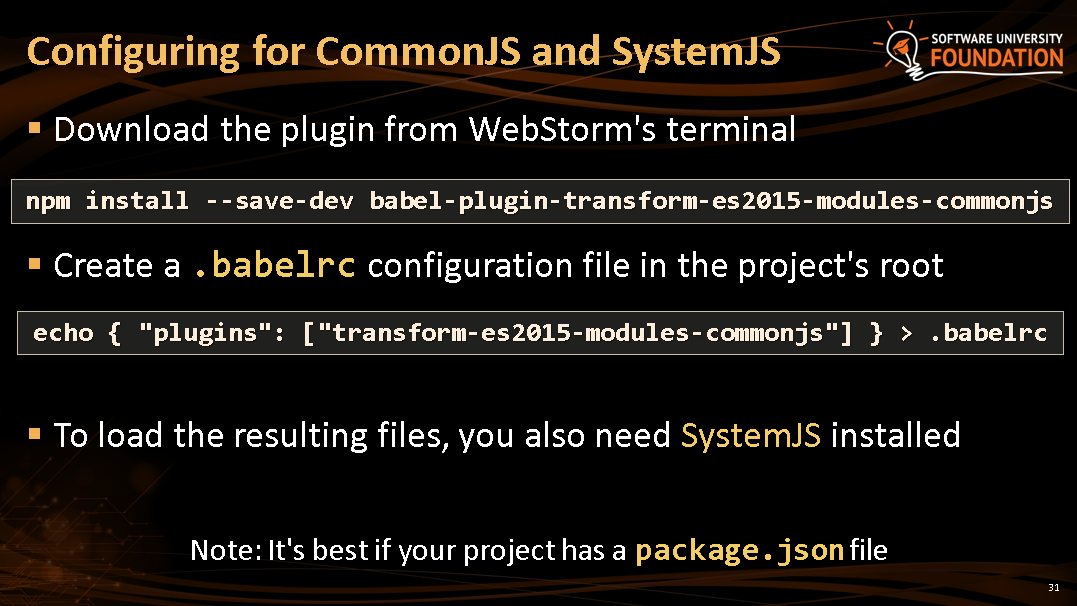 Configuring for CommonJS and SystemJS
SOFTWARE UNIVERSITY
FOUNDATION
Download the plugin from WebStorm's terminal
npm install --save-dev babel-plugin-transform-es2015-modules-commonjs
Create a .babelrc configuration file in the project's root
echo { "plugins": ["transform-es2015-modules-commonjs"] } > .babelrc
To load the resulting files, you also need SystemJS installed
Note: It's best if your project has a package.json file
31